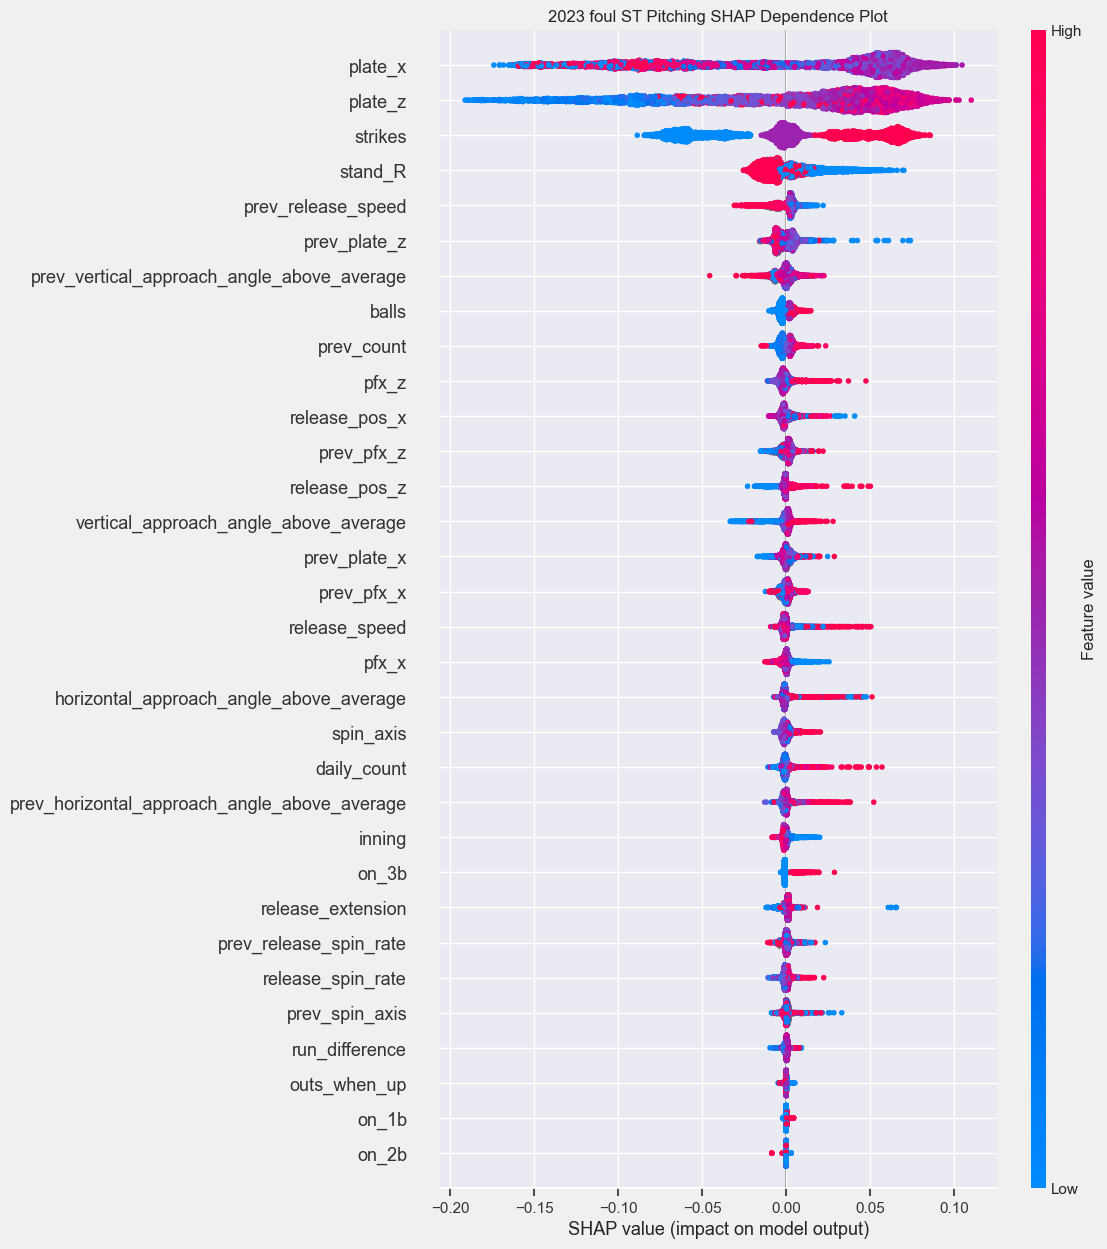 2023 foul ST Pitching SHAP Dependence Plot
High
plate_x
plate_z
strikes
stand_R
prev_release_speed
prev_plate_z
prev_vertical_approach_angle_above_average
balls
prev_count
pfx_z
release_pos_x
prev_pfx_z
release_pos_z
vertical_approach_angle_above_average
prev_plate_x
prev_pfx_x
release_speed
pfx_x
horizontal_approach_angle_above_average
spin_axis
daily_count
prev_horizontal_approach_angle_above_average
inning
on_3b
release_extension
prev_release_spin_rate
release_spin_rate
prev_spin_axis
run_difference
outs_when_up
on_1b
on_2b
Feature value
Low
−0.20 −0.15 −0.10 −0.05 0.00 0.05 0.10
SHAP value (impact on model output)